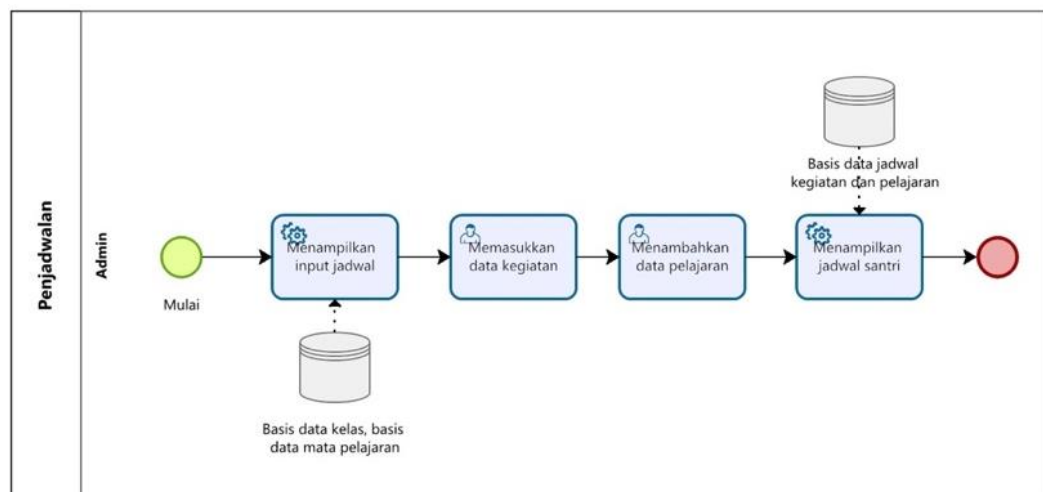 Penjadwalan
Admin
Mulai
Menampilkan
input jadwal
Basis data kelas, basis
data mata pelajaran
Memasukkan
data kegiatan
Menambahkan
data pelajaran
Basis data jadwal
kegiatan dan pelajaran
Menampilkan
jadwal santri